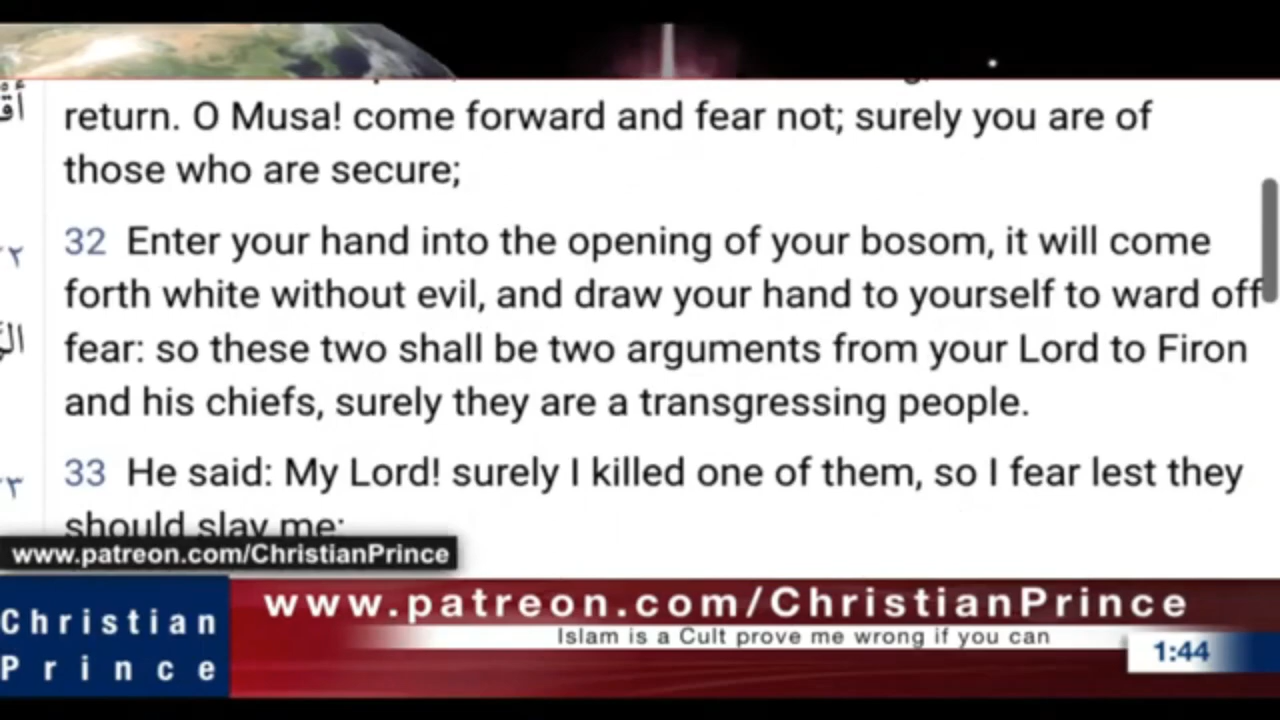 return. O Musa! come forward and fear not; surely you are of
those who are secure;
32 Enter your hand into the opening of your bosom, it will come
forth white without evil, and draw your hand to yourself to ward off
fear: so these two shall be two arguments from your Lord to Firon
and his chiefs, surely they are a transgressing people.
33 He said: My Lord! surely I killed one of them, so I fear lest they
should slay me;
www.patreon.com/ChristianPrince
Christian
Prince
www.patreon.com/ChristianPrince
Islam is a Cult prove me wrong if you can
1:44